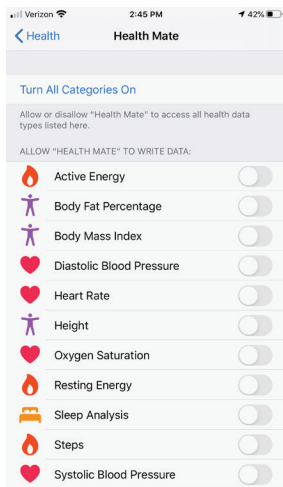 Verizon 2:45 PM 42%
Health Health Mate
Turn All Categories On
Allow or disallow “Health Mate” to access all health data
types listed here.
ALLOW “HEALTH MATE” TO WRITE DATA:
Active Energy
Body Fat Percentage
Body Mass Index
Diastolic Blood Pressure
Heart Rate
Height
Oxygen Saturation
Resting Energy
Sleep Analysis
Steps
Systolic Blood Pressure